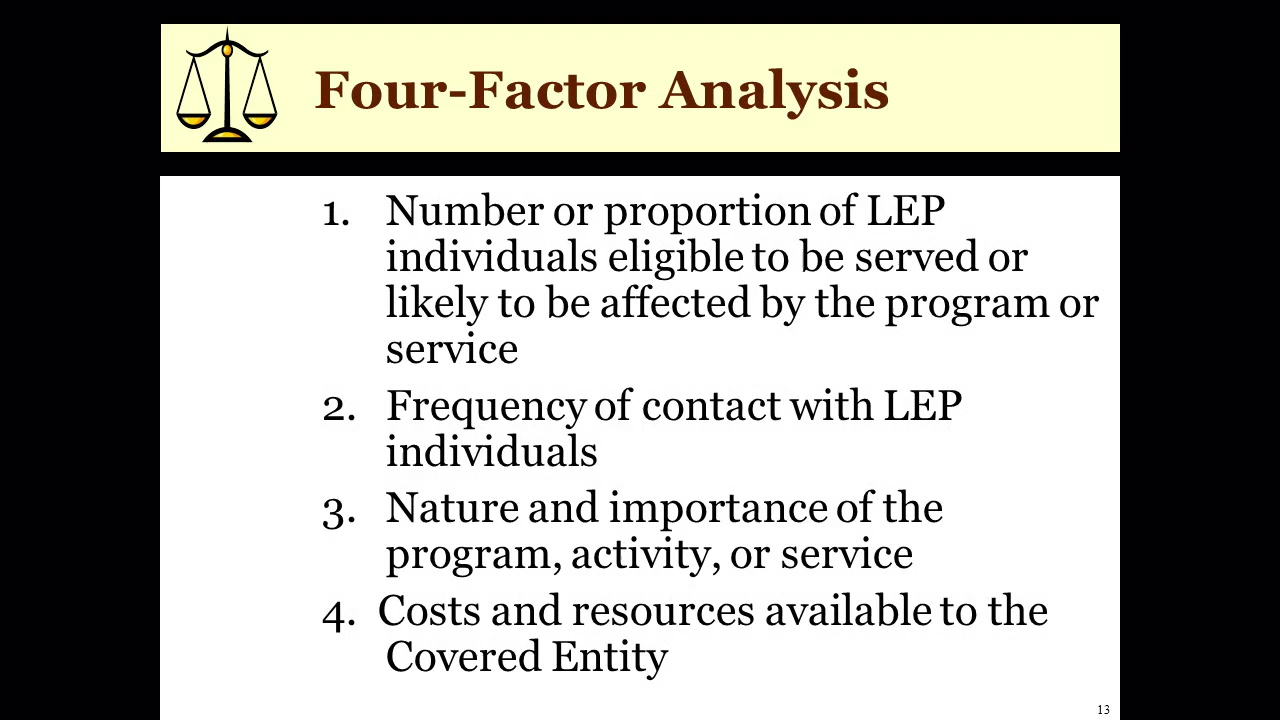 Four-Factor Analysis
1. Number or proportion of LEP
individuals eligible to be served or
likely to be affected by the program or
service
2. Frequency of contact with LEP
individuals
3. Nature and importance of the
program, activity, or service
4. Costs and resources available to the
Covered Entity
13